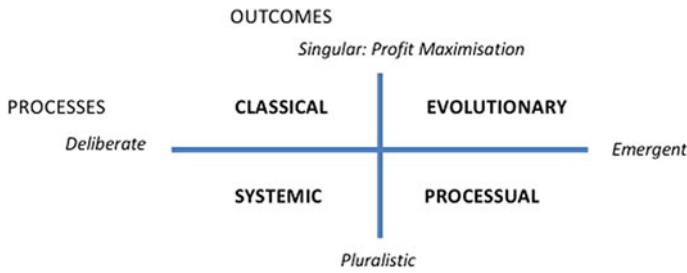 OUTCOMES
Singular: Profit Maximisation
PROCESSES
CLASSICAL
EVOLUTIONARY
Deliberate
Emergent
SYSTEMIC
PROCESSUAL
Pluralistic